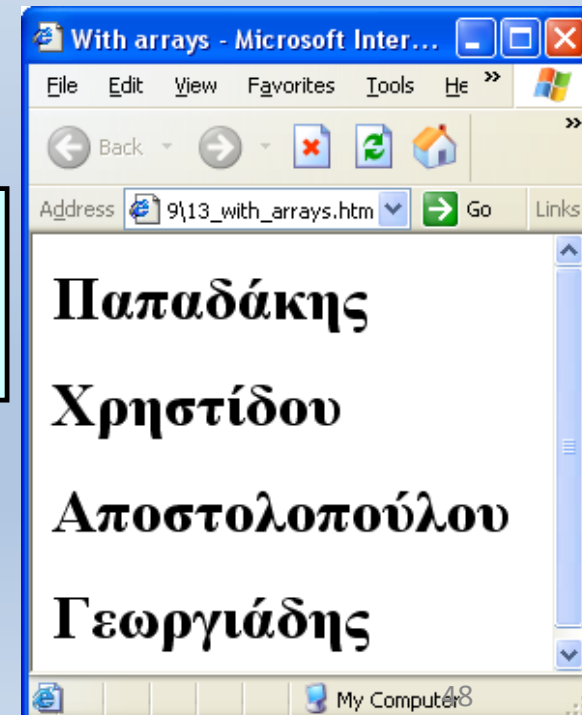 With arrays - Microsoft Inter...
File Edit View Favorites Tools He »
Back »
Address 9\13_with_arrays.htm Go Links
Παπαδάκης
Χρηστίδου
Αποστολοπούλου
Γεωργιάδης
My Computer
48